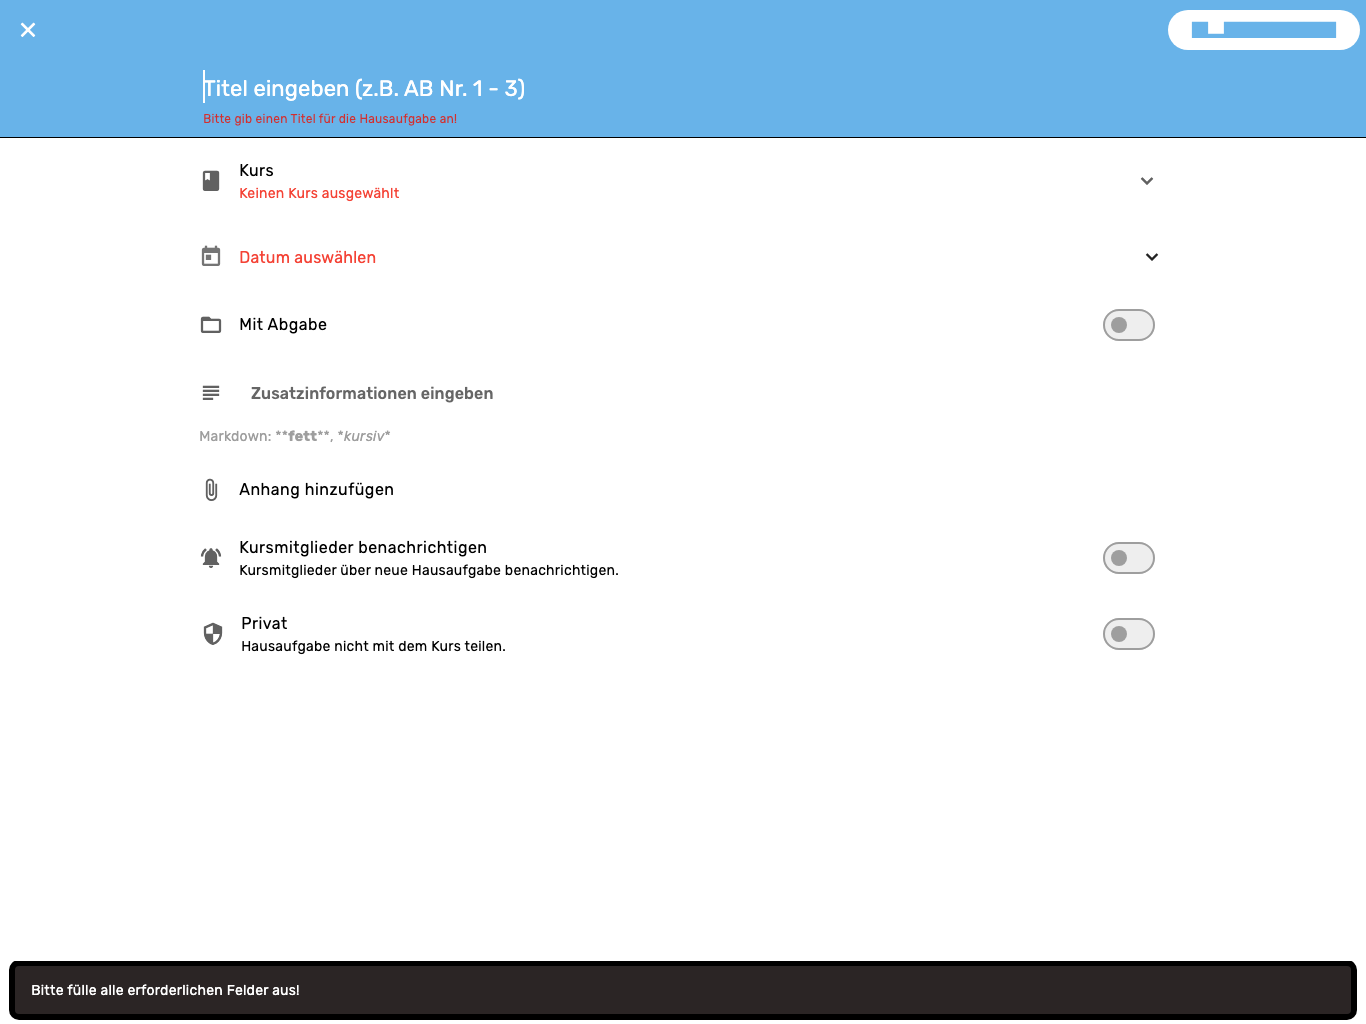 Titel eingeben (z.B. AB Nr. 1 - 3)
Bitte gib einen Titel für die Hausaufgabe an!
Kurs
Keinen Kurs ausgewählt
Datum auswählen
Mit Abgabe
Zusatzinformationen eingeben
Markdown: **fett**, *kursiv*
Anhang hinzufügen
Kursmitglieder benachrichtigen
Kursmitglieder über neue Hausaufgabe benachrichtigen.
Privat
Hausaufgabe nicht mit dem Kurs teilen.
Bitte fülle alle erforderlichen Felder aus!